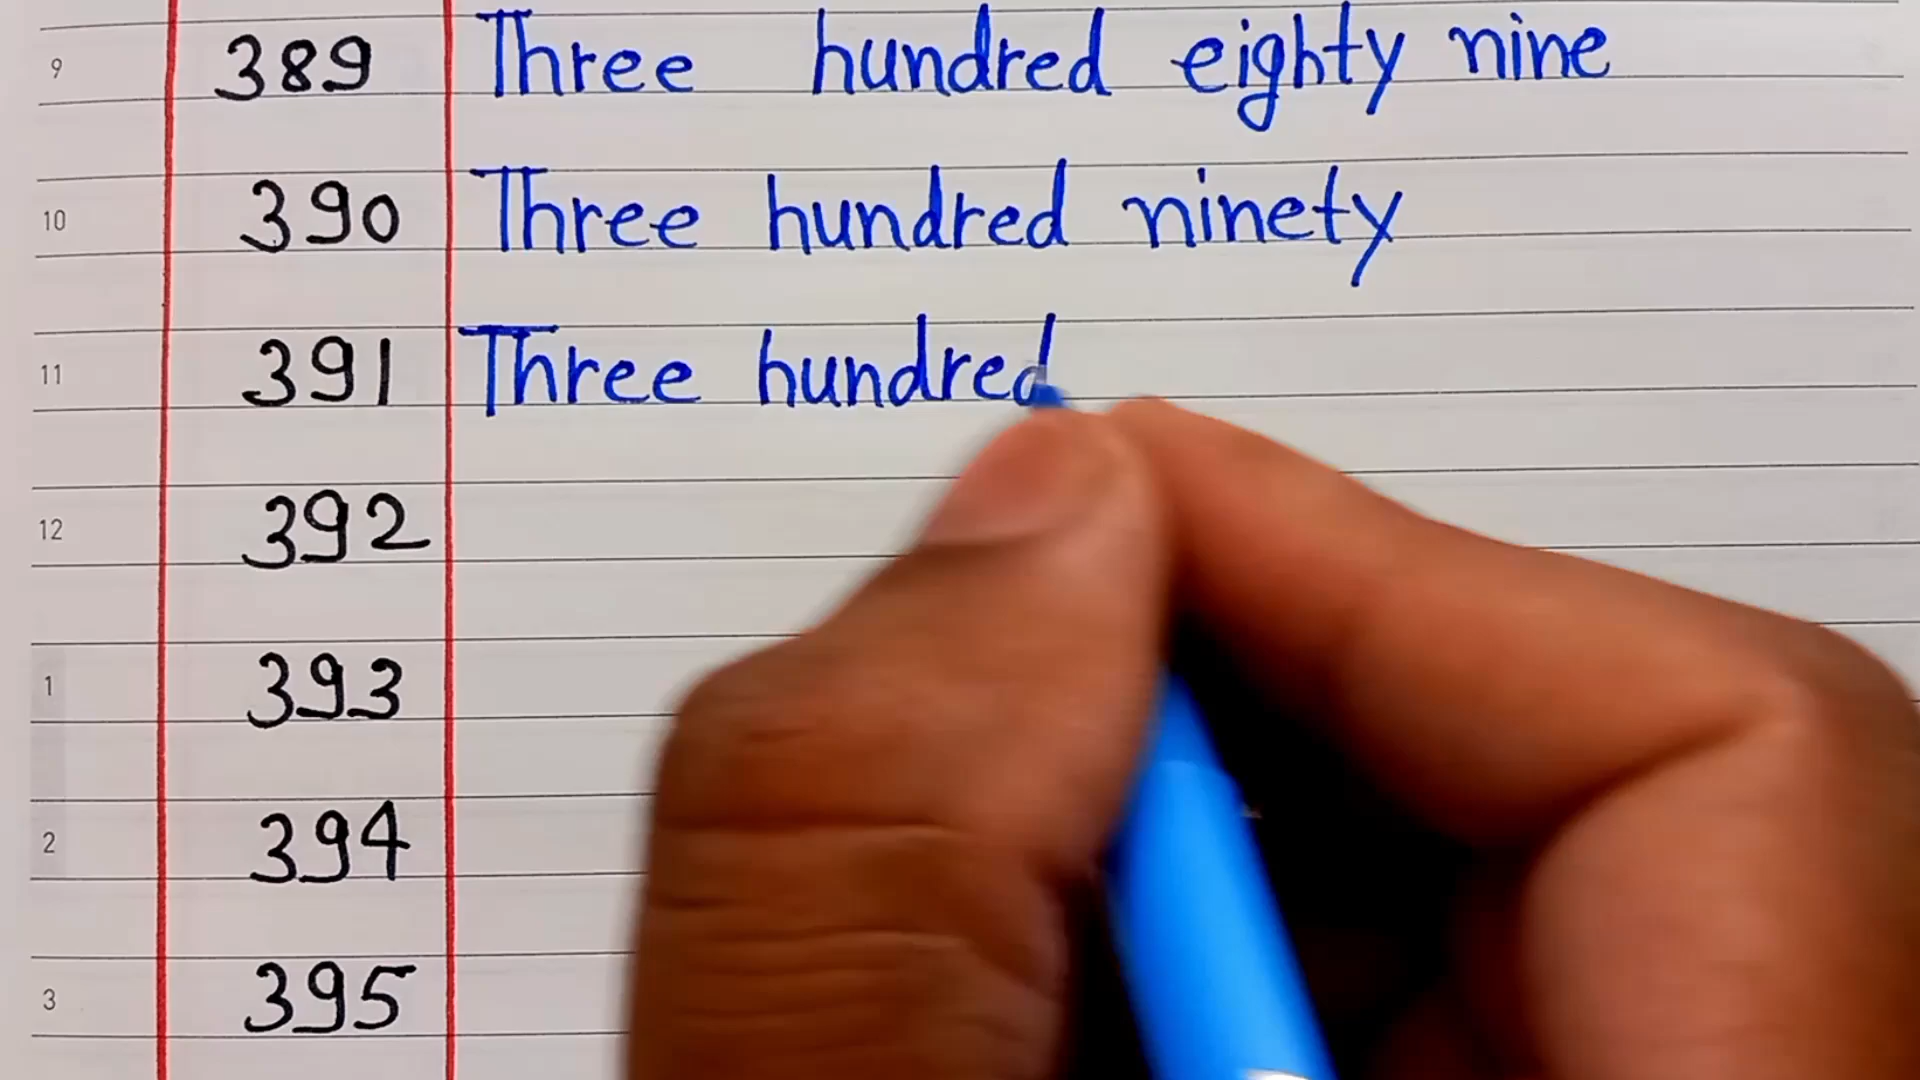 9 389 Three hundred eighty nine
10 390 Three hundred ninety
11 391 Three hundred
12 392
1 393
2 394
3 395